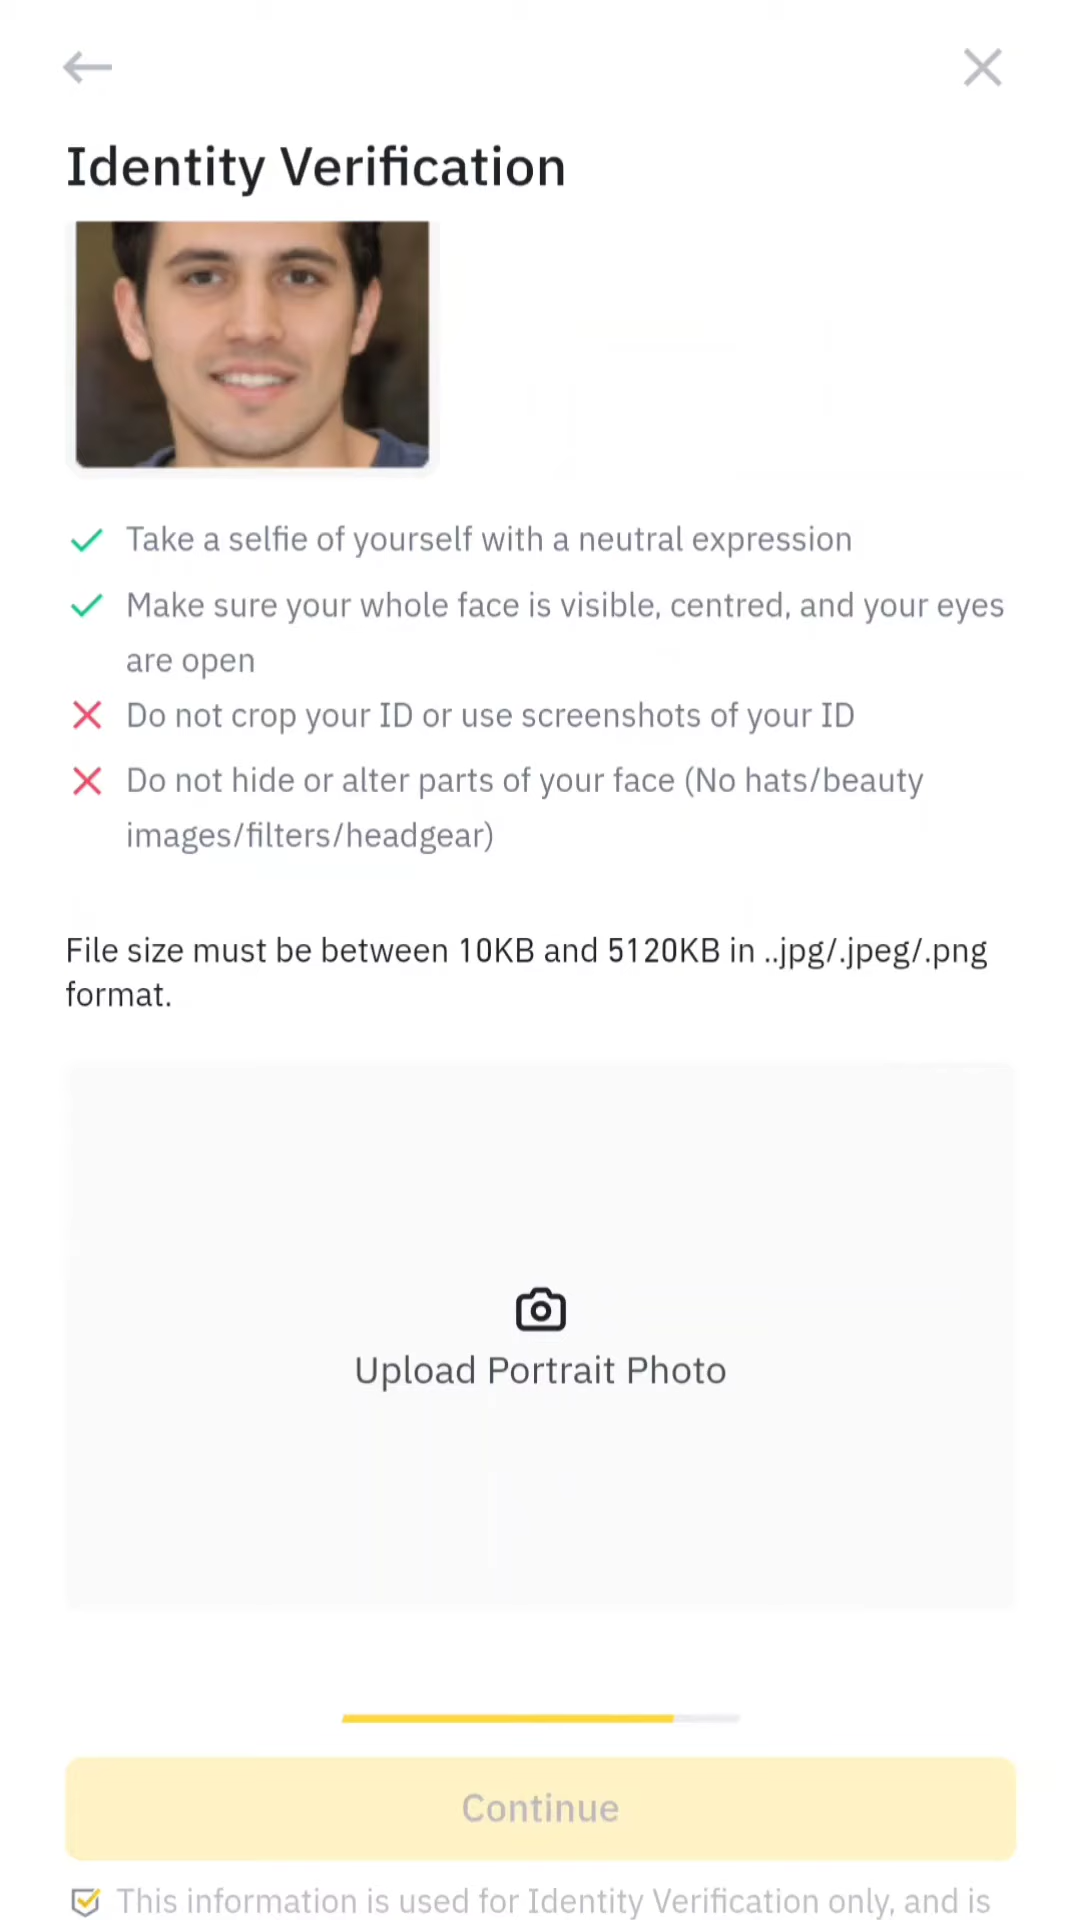 Identity Verification
Take a selfie of yourself with a neutral expression
Make sure your whole face is visible, centred, and your eyes
are open
Do not crop your ID or use screenshots of your ID
Do not hide or alter parts of your face (No hats/beauty
images/filters/headgear)
File size must be between 10KB and 5120KB in ..jpg/.jpeg/.png
format.
Upload Portrait Photo
Continue
This information is used for Identity Verification only, and is